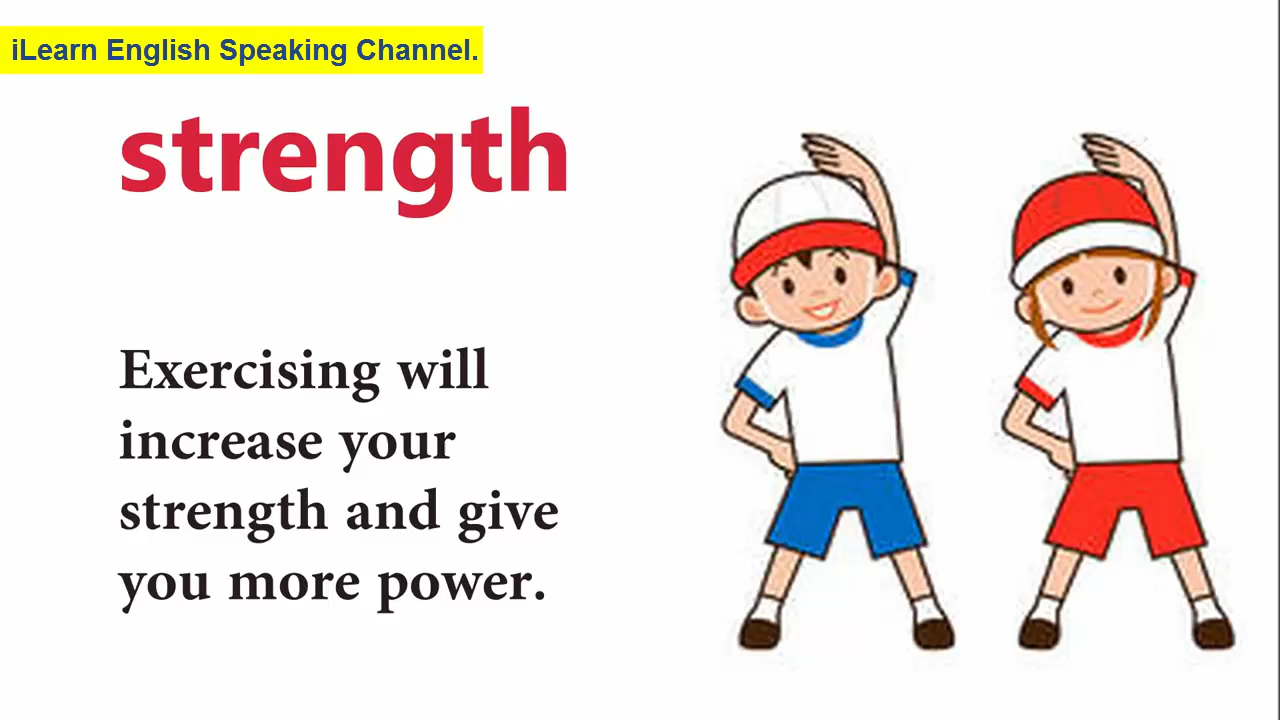 iLearn English Speaking Channel.
strength
Exercising will
increase your
strength and give
you more power.